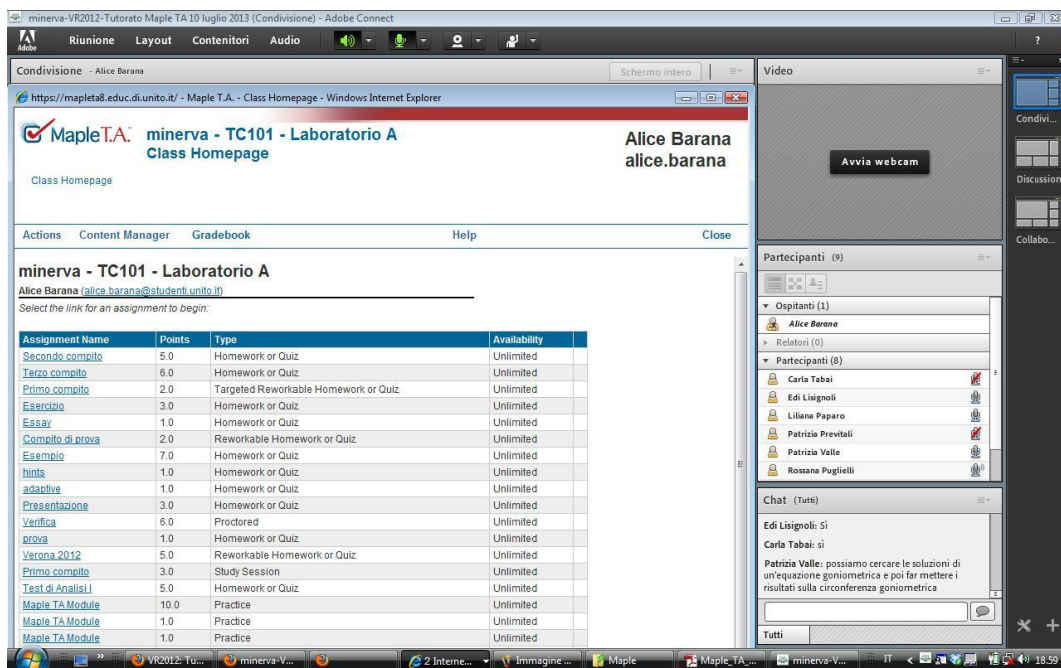 minerva-VR2012-Tutorato Maple TA 10 luglio 2013 (Condivisione) - Adobe Connect
Adobe Riunione Layout Contenitori Audio ?
Condivisione - Alice Barana Schermo intero
https://mapleta8.educ.di.unito.it/ - Maple T.A. - Class Homepage - Windows Internet Explorer
MapleT.A. minerva - TC101 - Laboratorio A
Class Homepage
Alice Barana
alice.barana
Class Homepage
Actions Content Manager Gradebook Help Close
minerva - TC101 - Laboratorio A
Alice Barana (alice.barana@studenti.unito.it)
Select the link for an assignment to begin:
Assignment Name Points Type Availability
Secondo compito 5.0 Homework or Quiz Unlimited
Terzo compito 6.0 Homework or Quiz Unlimited
Primo compito 2.0 Targeted Reworkable Homework or Quiz Unlimited
Esercizio 3.0 Homework or Quiz Unlimited
Essay 1.0 Homework or Quiz Unlimited
Compito di prova 2.0 Reworkable Homework or Quiz Unlimited
Esempio 7.0 Homework or Quiz Unlimited
hints 1.0 Homework or Quiz Unlimited
adaptive 1.0 Homework or Quiz Unlimited
Presentazione 3.0 Homework or Quiz Unlimited
Verifica 6.0 Proctored Unlimited
prova 1.0 Homework or Quiz Unlimited
Verona 2012 5.0 Reworkable Homework or Quiz Unlimited
Primo compito 3.0 Study Session Unlimited
Test di Analisi I 5.0 Homework or Quiz Unlimited
Maple TA Module 10.0 Practice Unlimited
Maple TA Module 1.0 Practice Unlimited
Maple TA Module 1.0 Practice Unlimited
Video
Avvia webcam
Partecipanti (9)
Ospitanti (1)
Alice Barana
Relatori (0)
Partecipanti (8)
Carla Tabai
Edi Lisignoli
Liliana Paparo
Patrizia Previtali
Patrizia Valle
Rossana Puglielli
Chat (Tutti)
Edi Lisignoli: Sì
Carla Tabai: sì
Patrizia Valle: possiamo cercare le soluzioni di
un'equazione goniometrica e poi far mettere i
risultati sulla circonferenza goniometrica
Tutti
Condivi...
Discussion
Collabo...
VR2012: Tu... minerva-V... 2 Interne... Immagine ... Maple Maple_TA_... minerva-V... IT 18.59